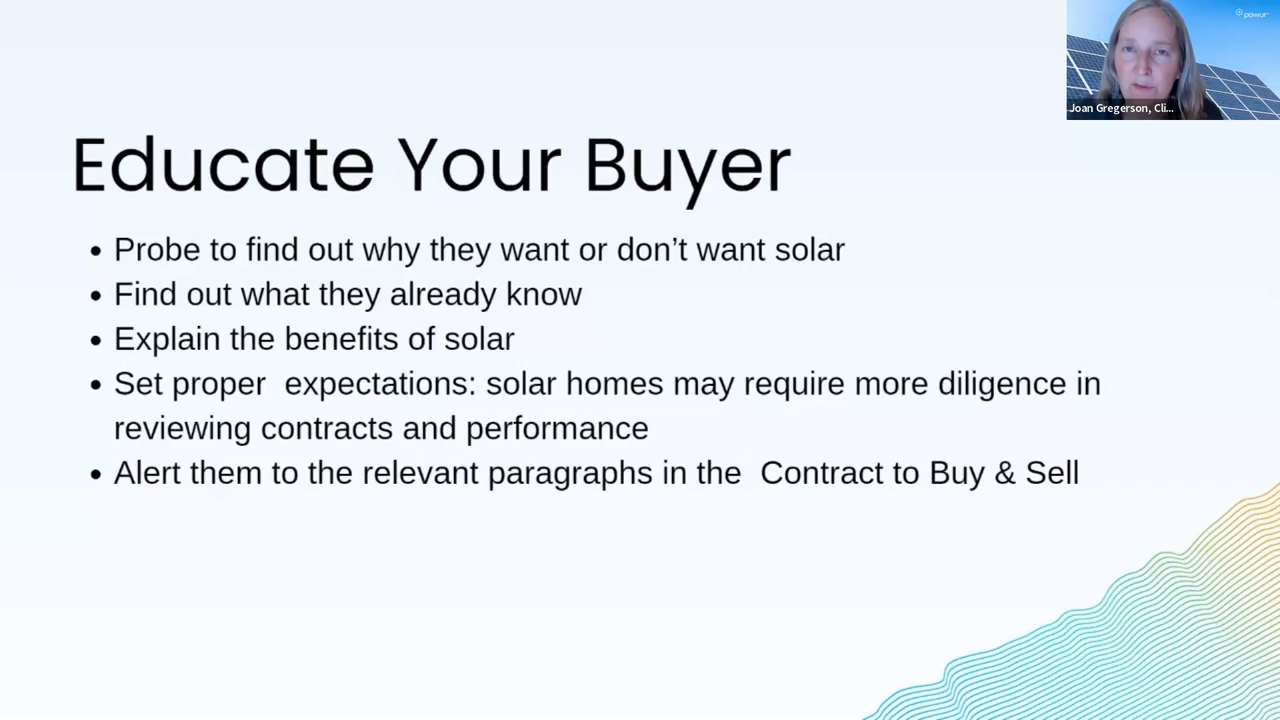 powur
Joan Gregerson, Cli...
Educate Your Buyer
• Probe to find out why they want or don’t want solar
• Find out what they already know
• Explain the benefits of solar
• Set proper  expectations: solar homes may require more diligence in
reviewing contracts and performance
• Alert them to the relevant paragraphs in the  Contract to Buy & Sell